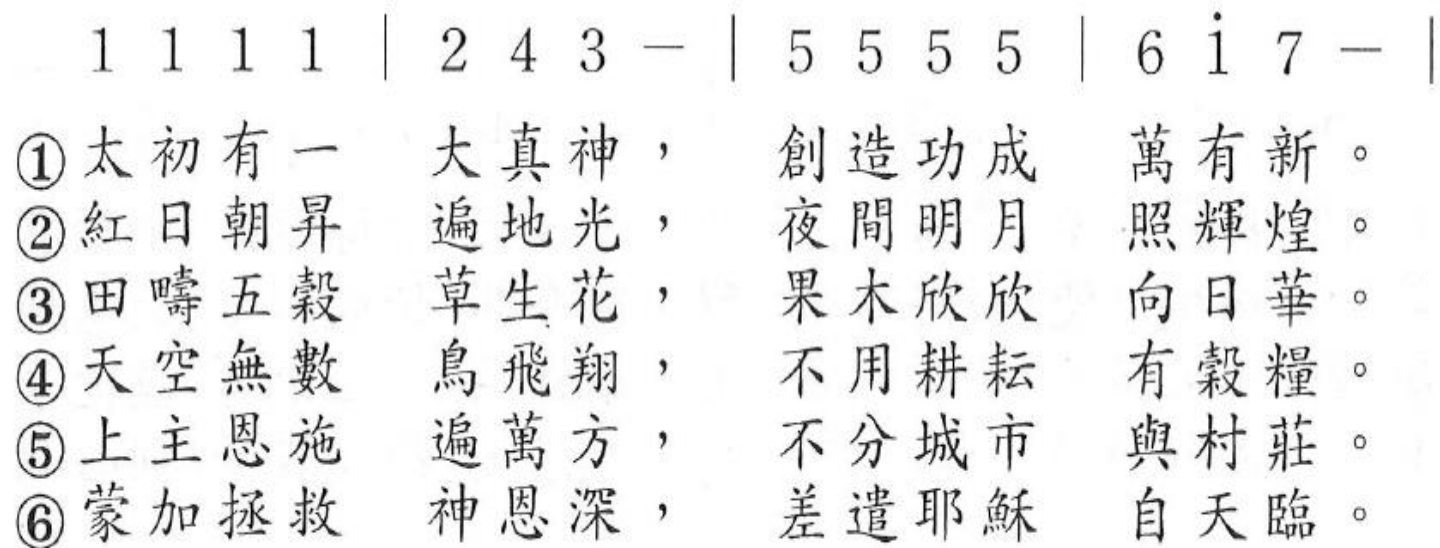 1 1 1 1 | 2 4 3 － | 5 5 5 5 | 6 1̇ 7 － |
①太初有一 大真神， 創造功成 萬有新。
②紅日朝昇 遍地光， 夜間明月 照輝煌。
③田疇五穀 草生花， 果木欣欣 向日華。
④天空無數 鳥飛翔， 不用耕耘 有穀糧。
⑤上主恩施 遍萬方， 不分城市 與村莊。
⑥蒙加拯救 神恩深， 差遣耶穌 自天臨。